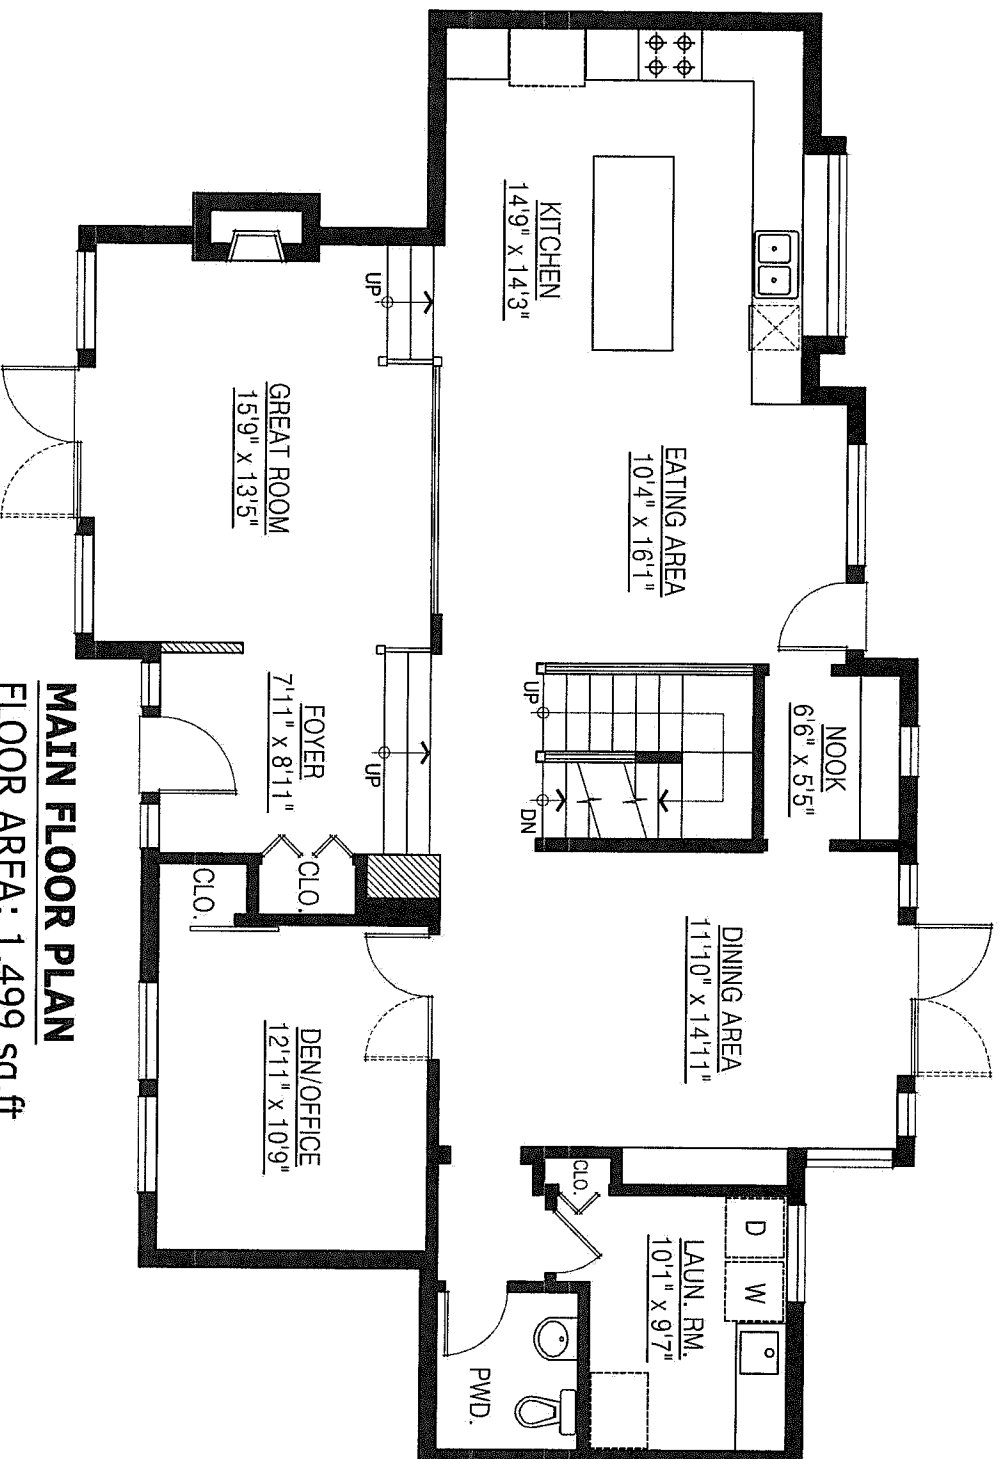 KITCHEN
14'9" x 14'3"
EATING AREA
10'4" x 16'1"
NOOK
6'6" x 5'5"
DINING AREA
11'10" x 14'11"
CLO.
D
W
LAUN. RM.
10'1" x 9'7"
PWD.
UP
DN
UP
GREAT ROOM
15'9" x 13'5"
FOYER
7'11" x 8'11"
UP
CLO.
CLO.
DEN/OFFICE
12'11" x 10'9"
MAIN FLOOR PLAN
FLOOR AREA: 1,499 sq.ft